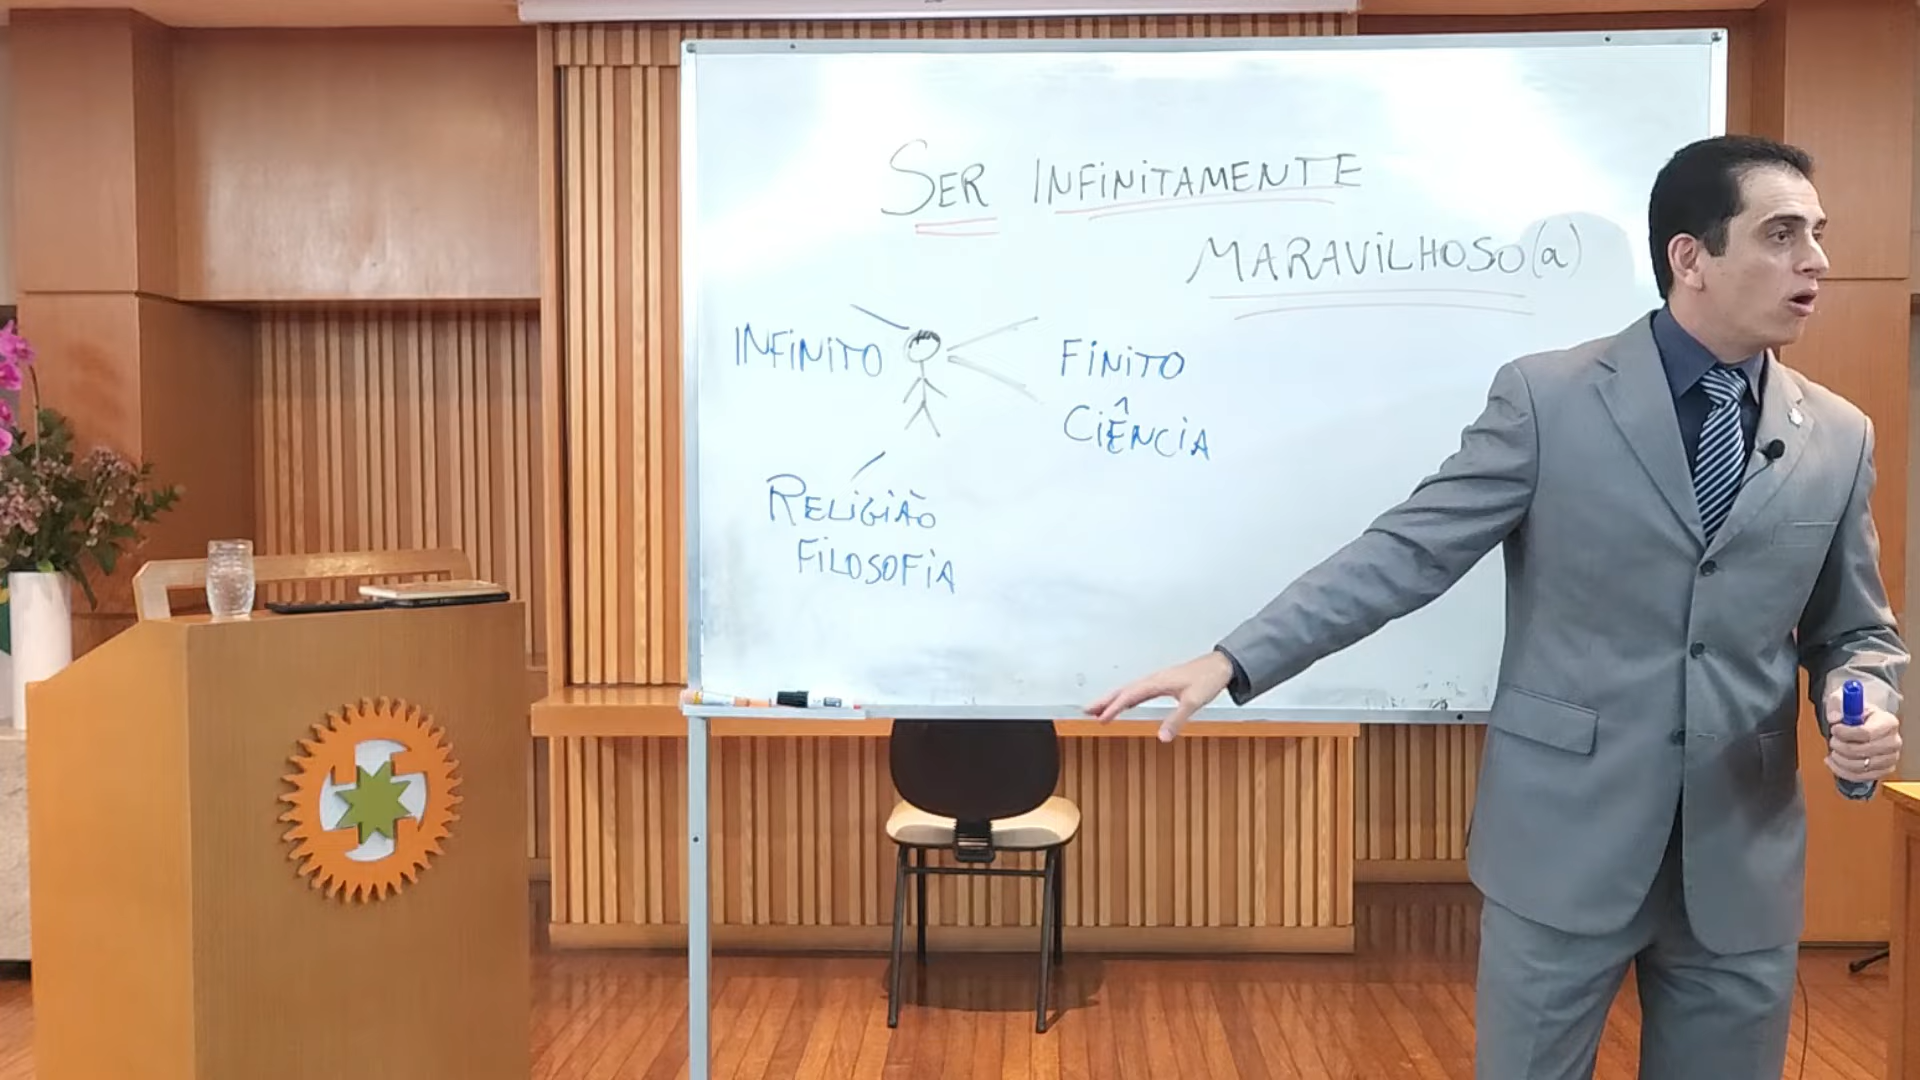 SER INFINITAMENTE
MARAVILHOSO(a)
INFINITO
FINITO
CIÊNCIA
RELIGIÃO
FILOSOFIA